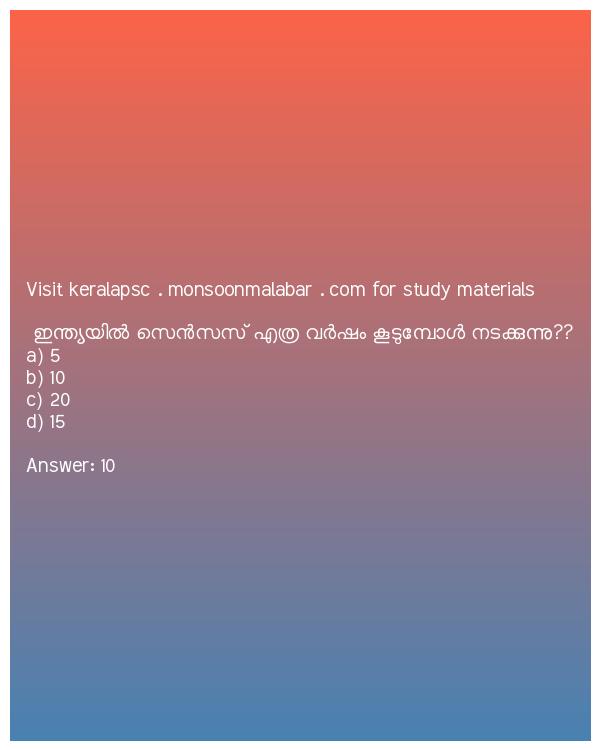 Visit keralapsc . monsoonmalabar . com for study materials
ഇന്ത്യയിൽ സെൻസസ് എത്ര വർഷം കൂടുമ്പോൾ നടക്കുന്നു??
a) 5
b) 10
c) 20
d) 15
Answer: 10